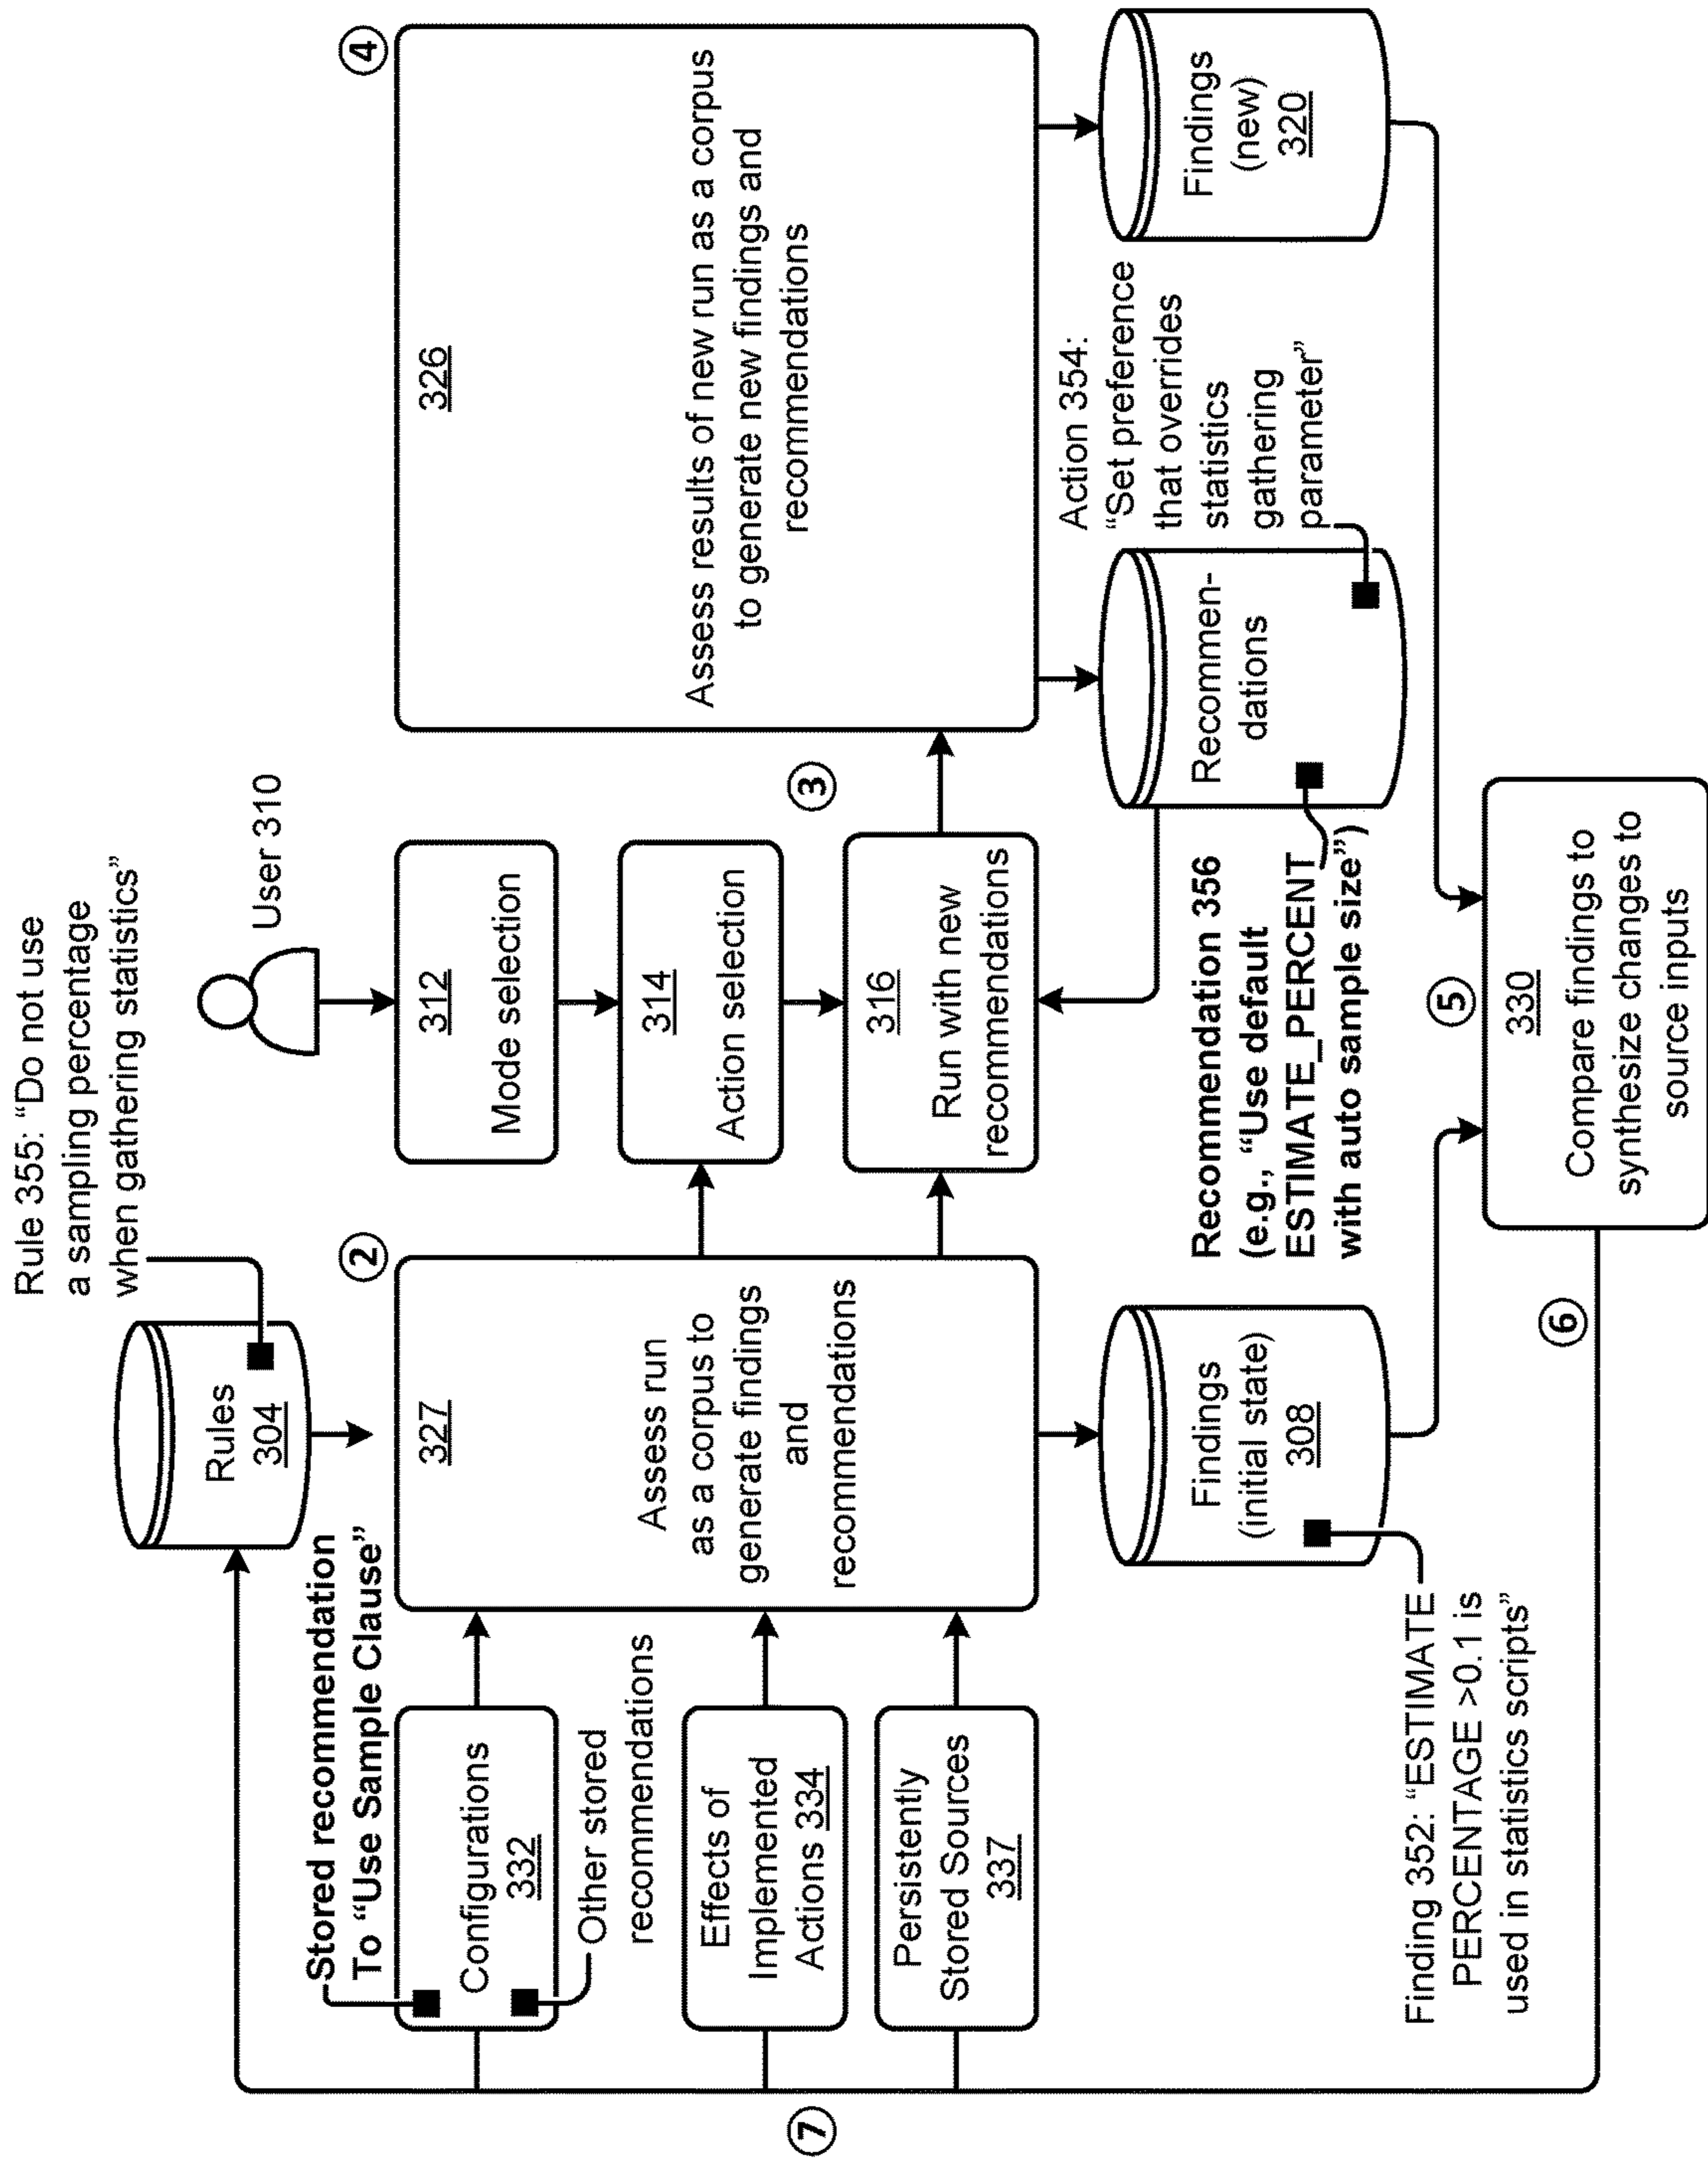 Rule 355: “Do not use
a sampling percentage
when gathering statistics”
User 310
Rules
304
Stored recommendation
To “Use Sample Clause”
②
④
Configurations
332
Other stored
recommendations
Effects of
Implemented
Actions 334
Persistently
Stored Sources
337
⑦
327
Assess run
as a corpus to
generate findings
and
recommendations
312
Mode selection
314
Action selection
③
316
Run with new
recommendations
326
Assess results of new run as a corpus
to generate new findings and
recommendations
Findings
(initial state)
308
Finding 352: “ESTIMATE
PERCENTAGE >0.1 is
used in statistics scripts”
Recommendation 356
(e.g., “Use default
ESTIMATE_PERCENT
with auto sample size”)
Recommen-
dations
Action 354:
“Set preference
that overrides
statistics
gathering
parameter”
Findings
(new)
320
⑤
⑥
330
Compare findings to
synthesize changes to
source inputs